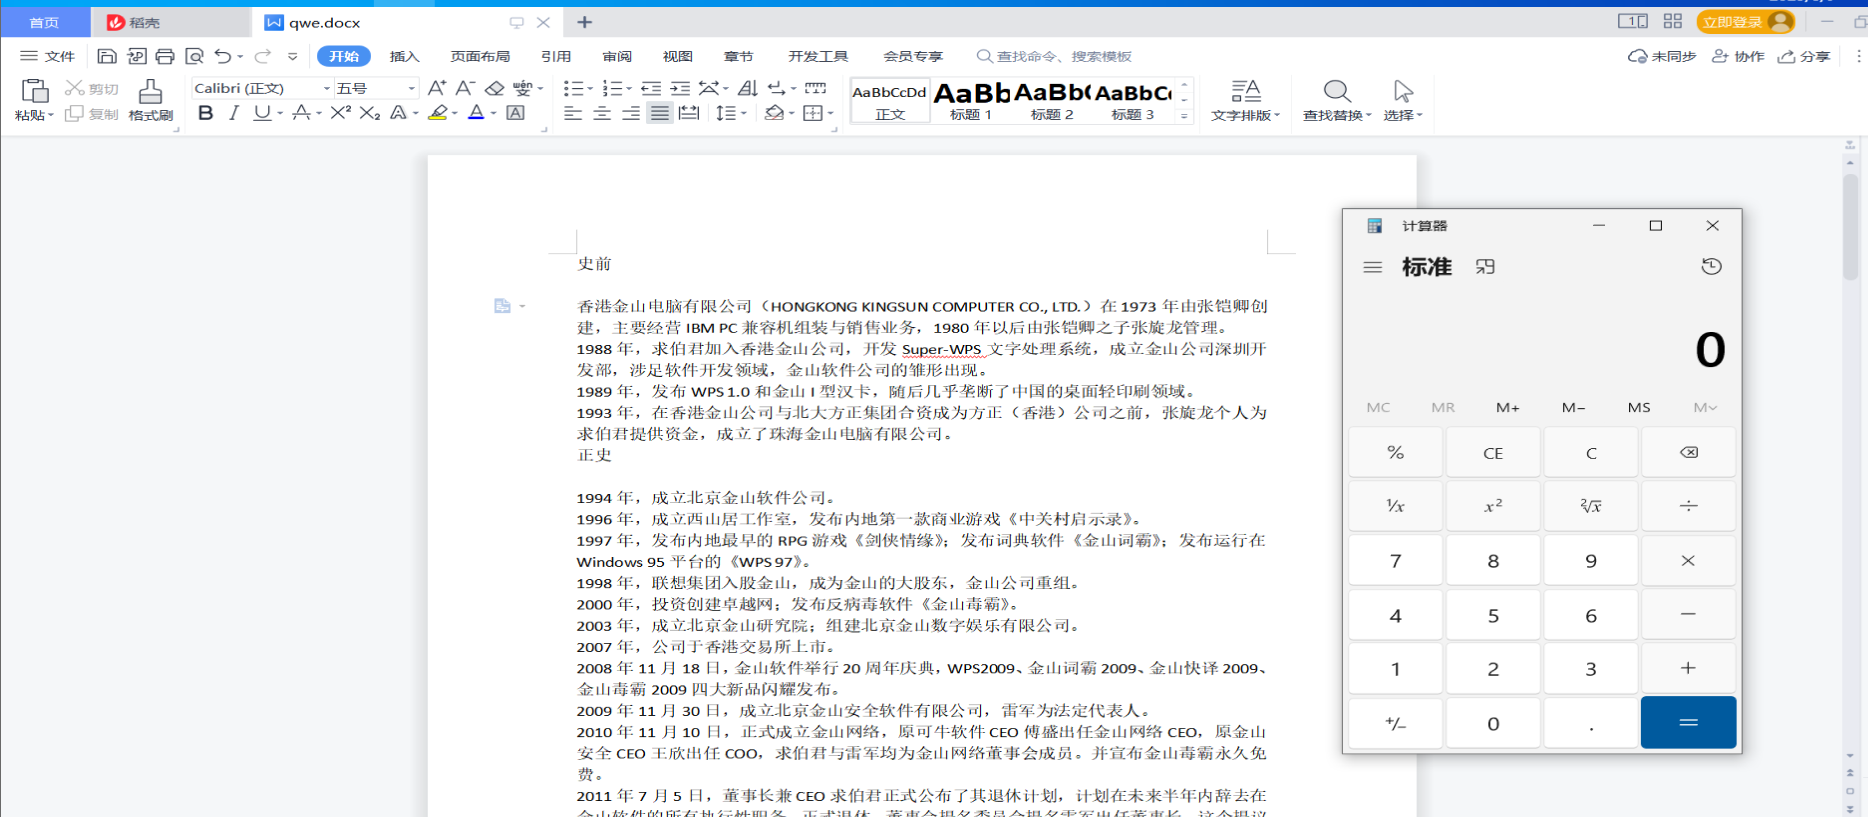 首页
稻壳
qwe.docx
立即登录
文件
开始
插入
页面布局
引用
审阅
视图
章节
开发工具
会员专享
查找命令、搜索模板
未同步
协作
分享
粘贴
剪切
复制
格式刷
Calibri (正文)
五号
AaBbCcDd
正文
标题 1
标题 2
标题 3
文字排版
查找替换
选择
史前
香港金山电脑有限公司（HONGKONG KINGSUN COMPUTER CO., LTD.）在 1973 年由张铠卿创
建，主要经营 IBM PC 兼容机组装与销售业务，1980 年以后由张铠卿之子张旋龙管理。
1988 年，求伯君加入香港金山公司，开发 Super-WPS 文字处理系统，成立金山公司深圳开
发部，涉足软件开发领域，金山软件公司的雏形出现。
1989 年，发布 WPS 1.0 和金山 I 型汉卡，随后几乎垄断了中国的桌面轻印刷领域。
1993 年，在香港金山公司与北大方正集团合资成为方正（香港）公司之前，张旋龙个人为
求伯君提供资金，成立了珠海金山电脑有限公司。
正史
1994 年，成立北京金山软件公司。
1996 年，成立西山居工作室，发布内地第一款商业游戏《中关村启示录》。
1997 年，发布内地最早的 RPG 游戏《剑侠情缘》；发布词典软件《金山词霸》；发布运行在
Windows 95 平台的《WPS 97》。
1998 年，联想集团入股金山，成为金山的大股东，金山公司重组。
2000 年，投资创建卓越网；发布反病毒软件《金山毒霸》。
2003 年，成立北京金山研究院；组建北京金山数字娱乐有限公司。
2007 年，公司于香港交易所上市。
2008 年 11 月 18 日，金山软件举行 20 周年庆典，WPS2009、金山词霸 2009、金山快译 2009、
金山毒霸 2009 四大新品闪耀发布。
2009 年 11 月 30 日，成立北京金山安全软件有限公司，雷军为法定代表人。
2010 年 11 月 10 日，正式成立金山网络，原可牛软件 CEO 傅盛出任金山网络 CEO，原金山
安全 CEO 王欣出任 COO，求伯君与雷军均为金山网络董事会成员。并宣布金山毒霸永久免
费。
2011 年 7 月 5 日，董事长兼 CEO 求伯君正式公布了其退休计划，计划在未来半年内辞去在
计算器
标准
0
MC
MR
M+
M−
MS
M
%
CE
C
1/x
x²
²√x
÷
7
8
9
×
4
5
6
−
1
2
3
+
+/−
0
.
=